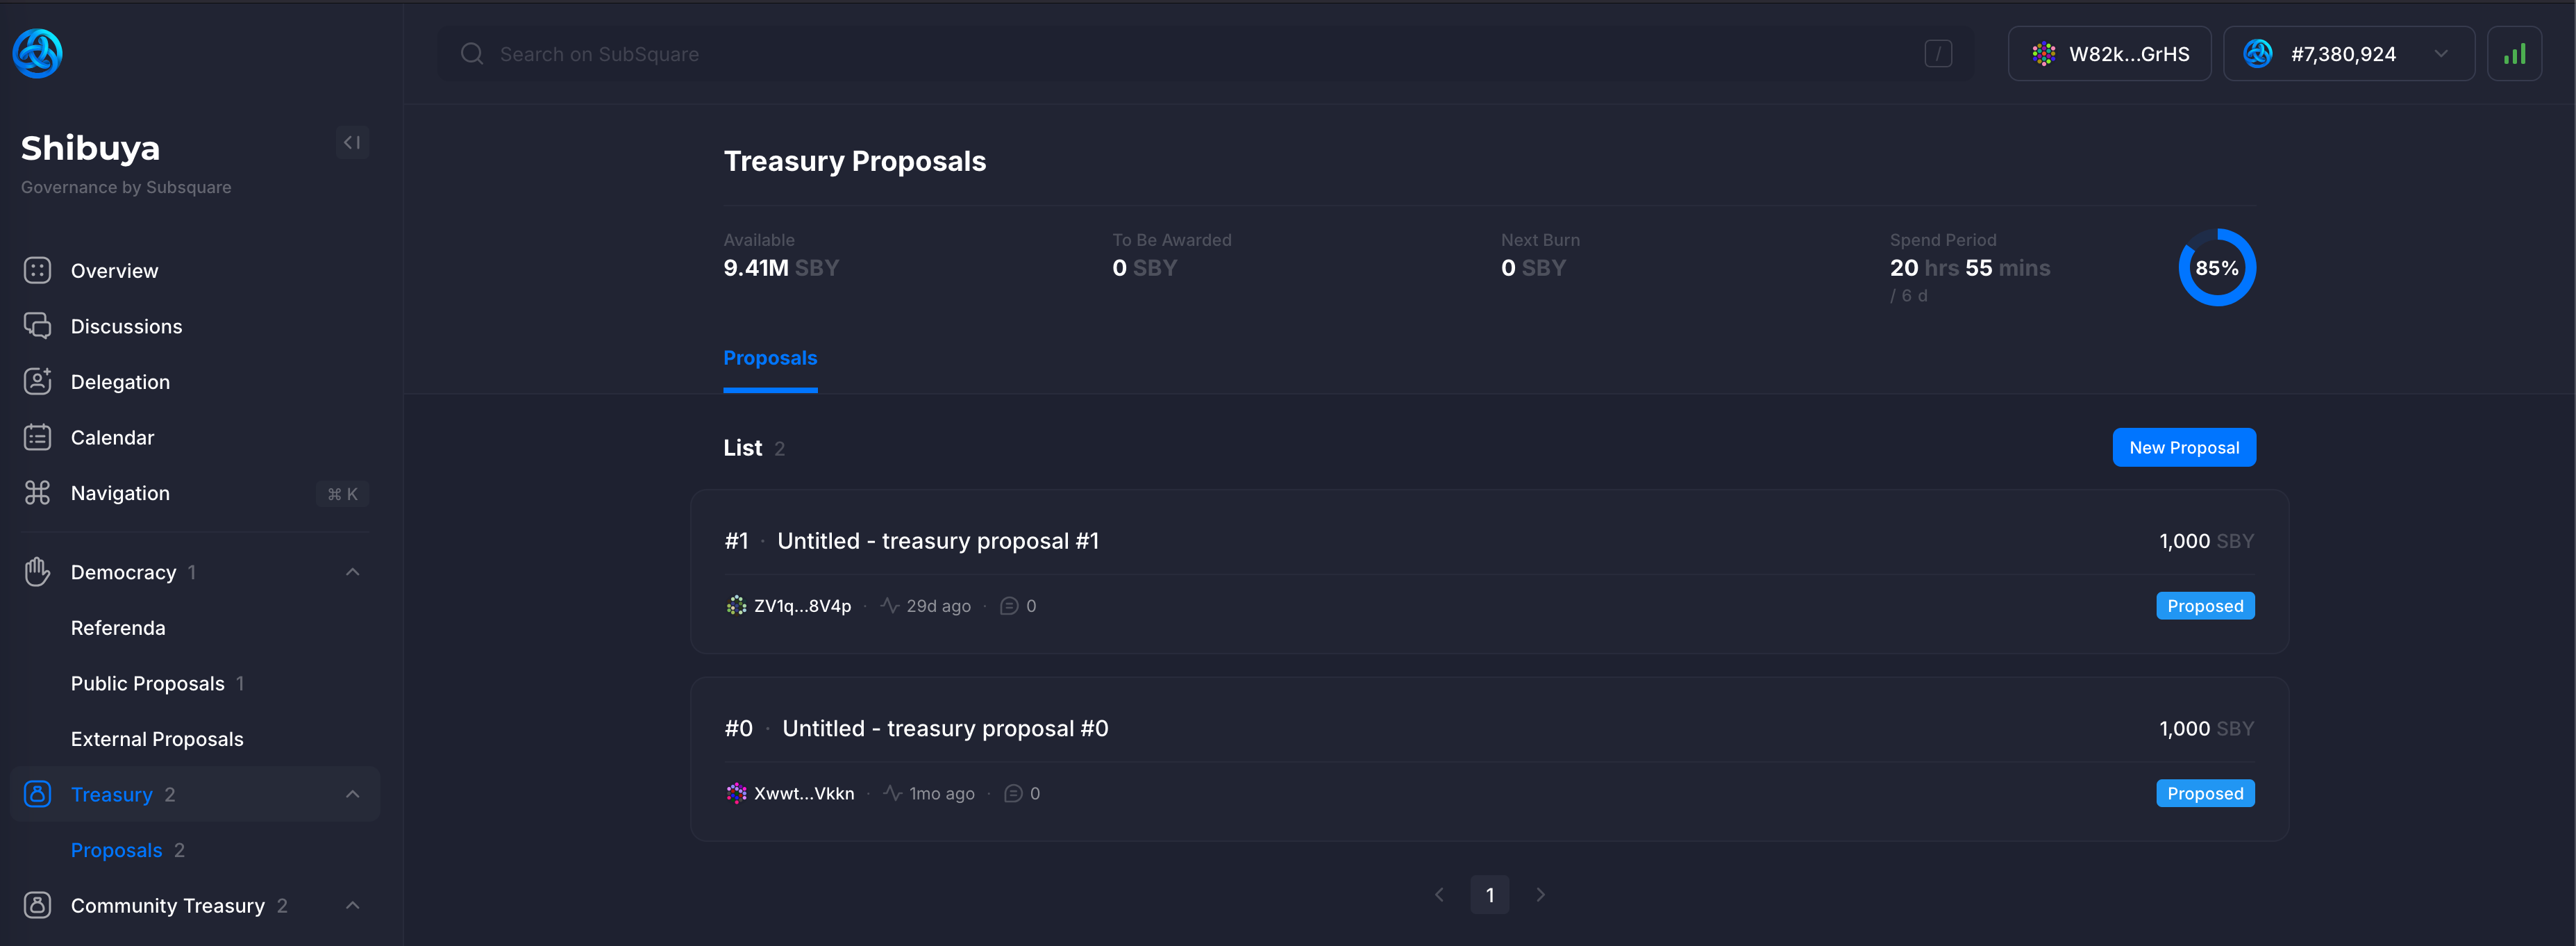 Search on SubSquare
/
W82k...GrHS
#7,380,924
Shibuya
Governance by Subsquare
Overview
Discussions
Delegation
Calendar
Navigation ⌘ K
Democracy 1
Referenda
Public Proposals 1
External Proposals
Treasury 2
Proposals 2
Community Treasury 2
Treasury Proposals
Available
9.41M SBY
To Be Awarded
0 SBY
Next Burn
0 SBY
Spend Period
20 hrs 55 mins
/ 6 d
85%
Proposals
List 2
New Proposal
#1 · Untitled - treasury proposal #1
1,000 SBY
ZV1q...8V4p · 29d ago · 0
Proposed
#0 · Untitled - treasury proposal #0
1,000 SBY
Xwwt...Vkkn · 1mo ago · 0
Proposed
1